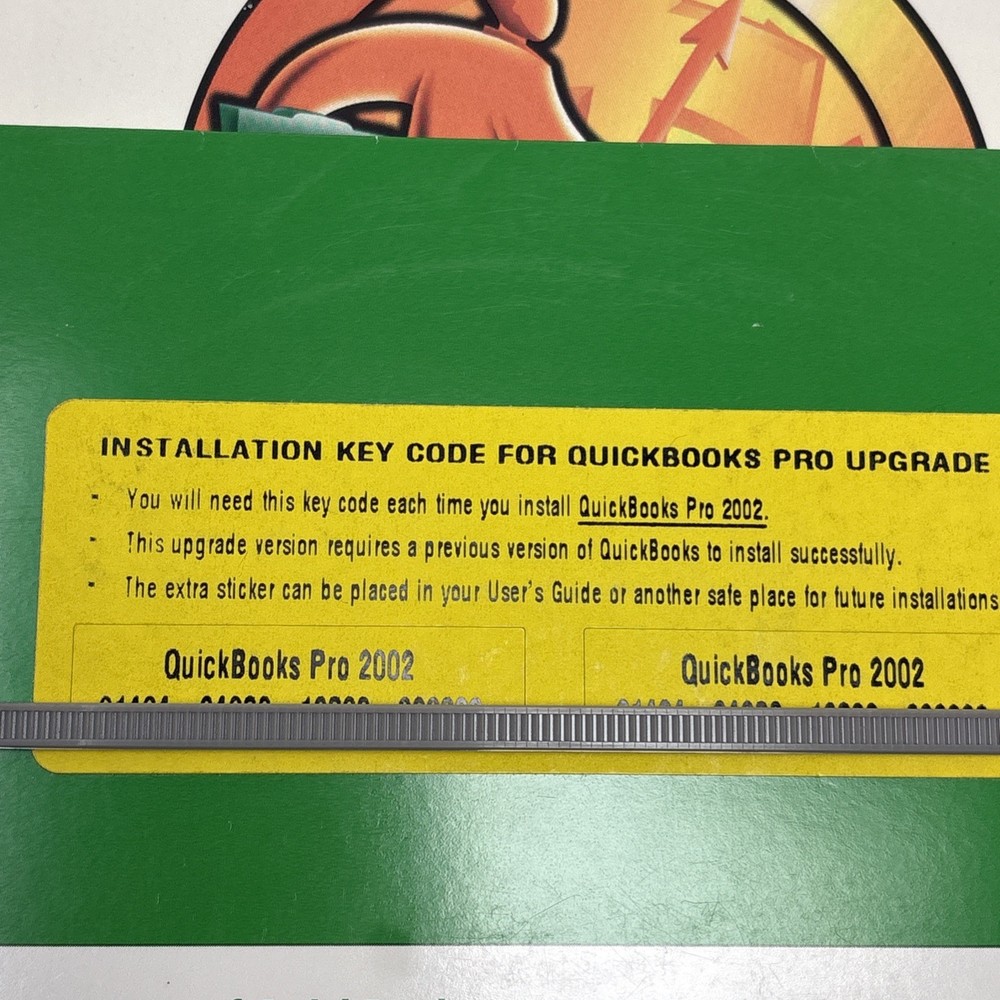 INSTALLATION KEY CODE FOR QUICKBOOKS PRO UPGRADE
- You will need this key code each time you install QuickBooks Pro 2002.
- This upgrade version requires a previous version of QuickBooks to install successfully.
- The extra sticker can be placed in your User's Guide or another safe place for future installations
QuickBooks Pro 2002 QuickBooks Pro 2002